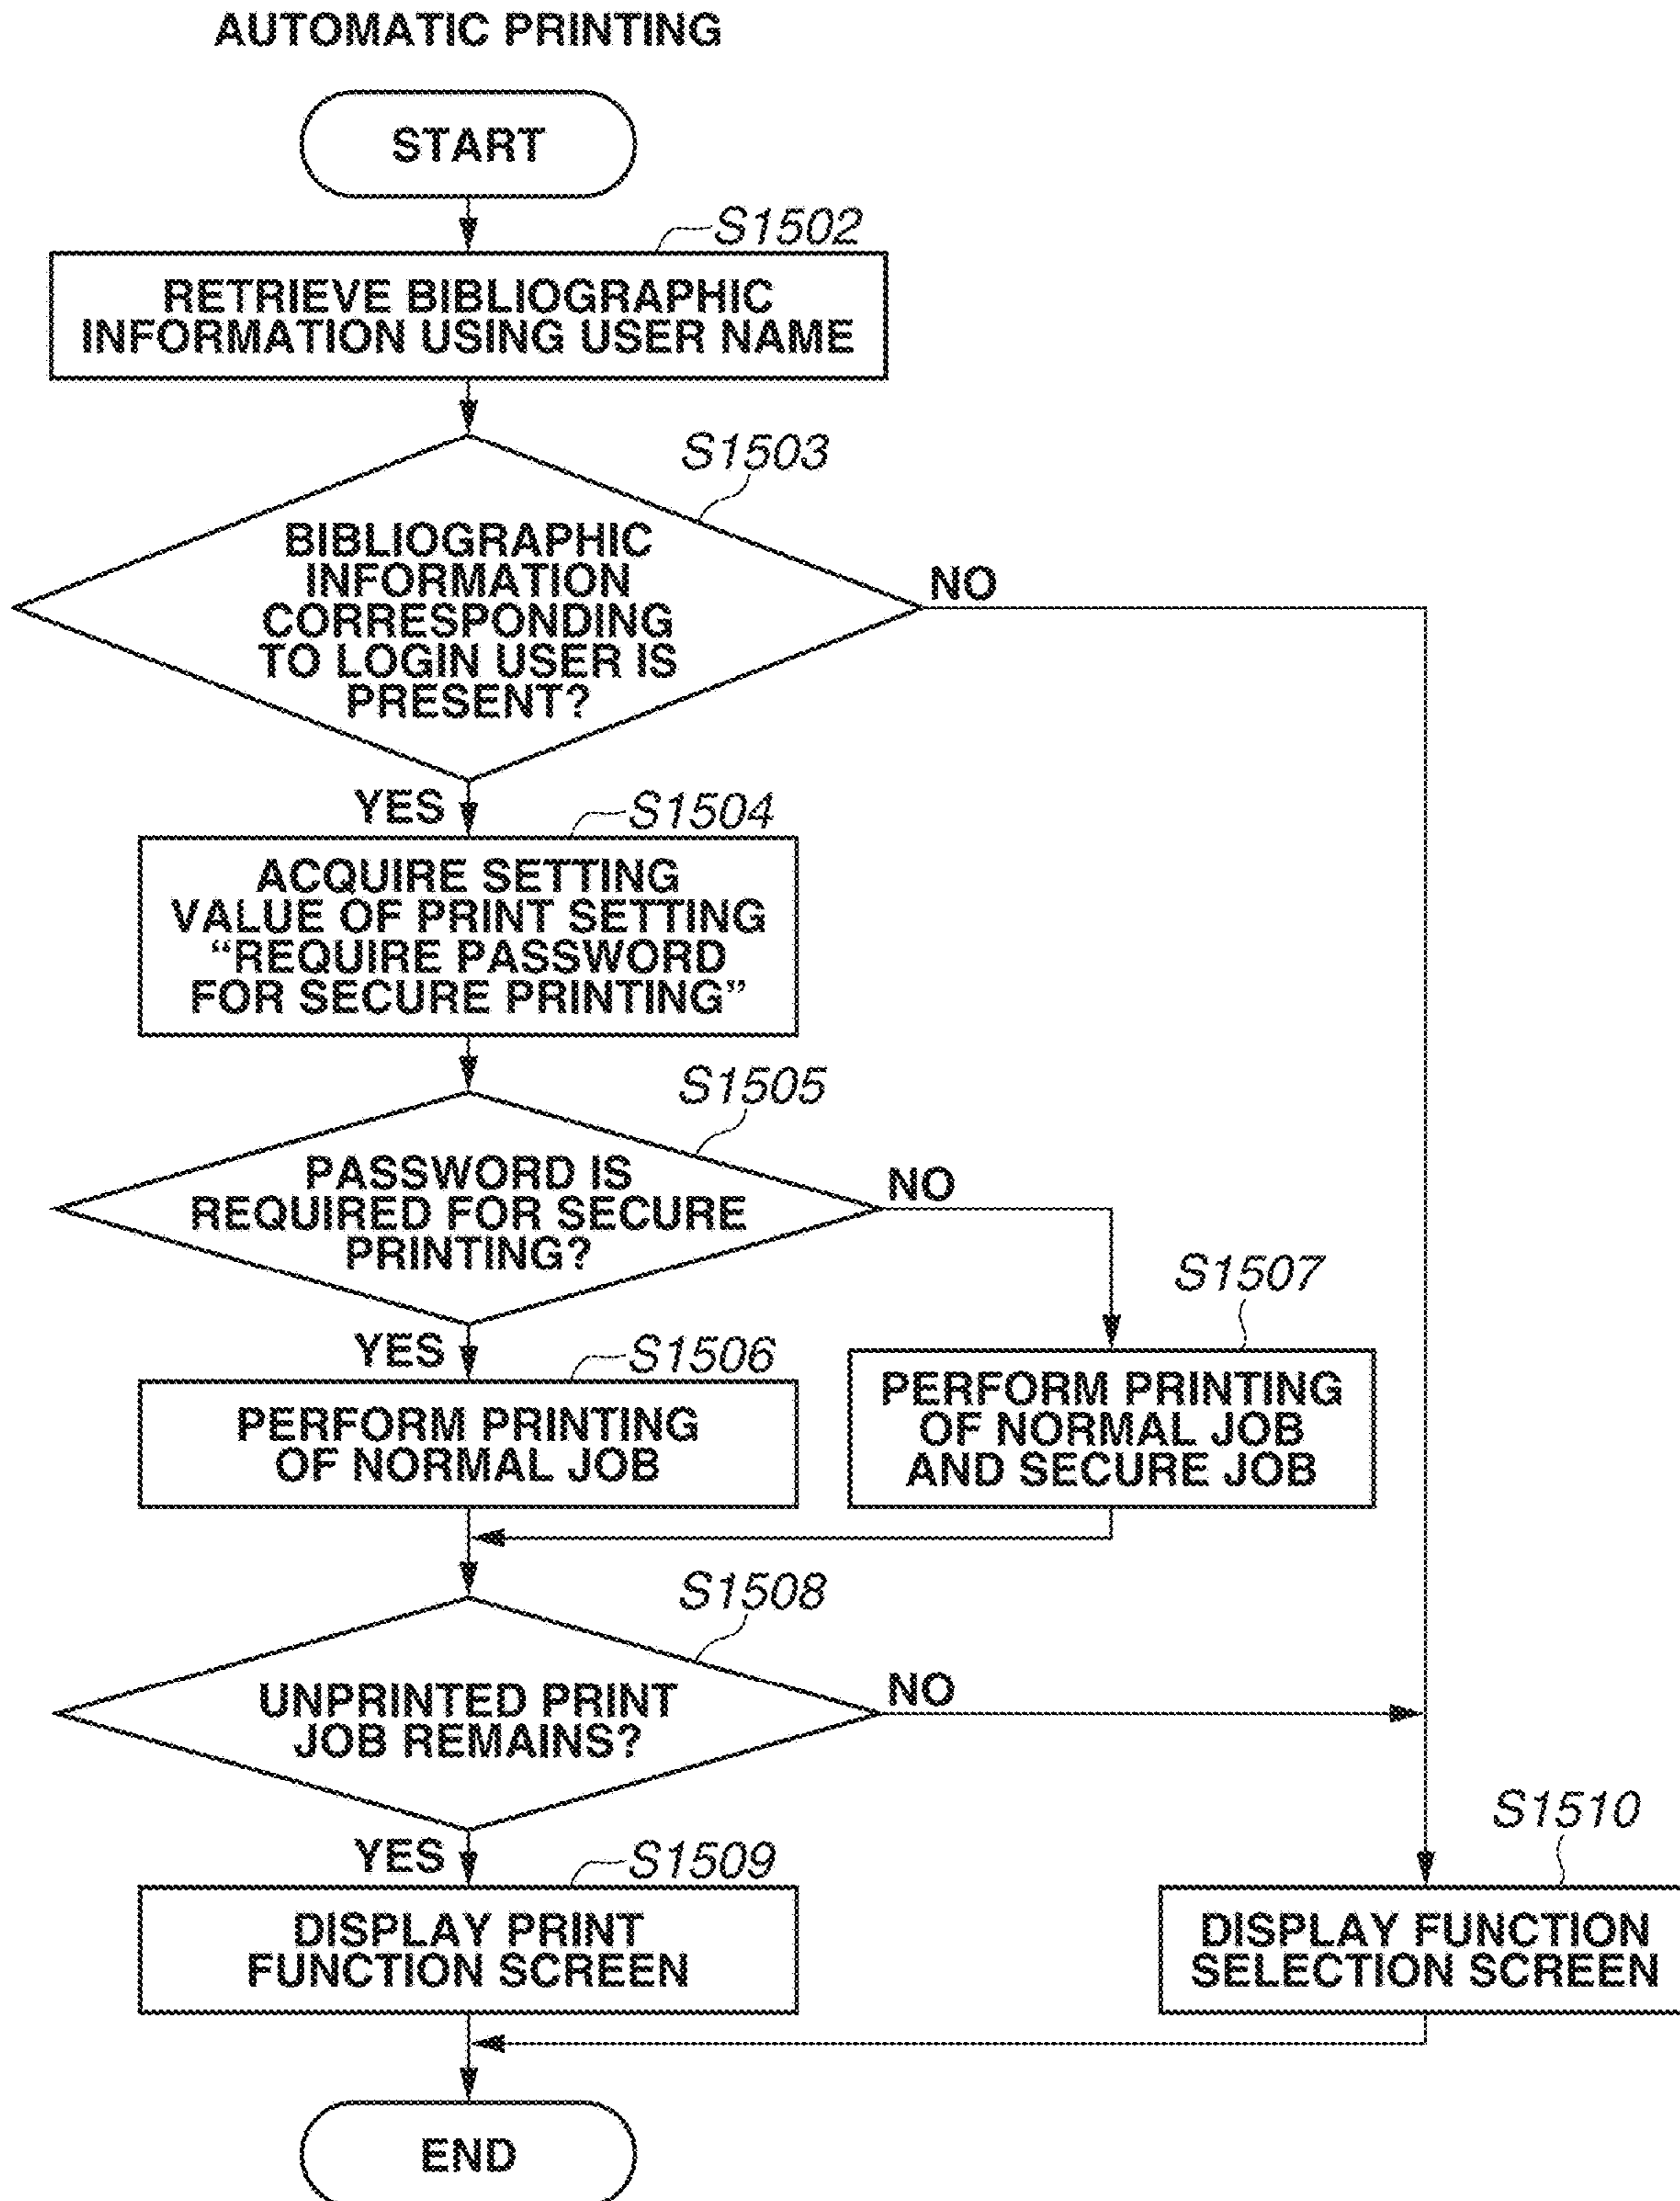 AUTOMATIC PRINTING
START
S1502
RETRIEVE BIBLIOGRAPHIC
INFORMATION USING USER NAME
S1503
BIBLIOGRAPHIC
INFORMATION
CORRESPONDING
TO LOGIN USER IS
PRESENT?
NO
YES
S1504
ACQUIRE SETTING
VALUE OF PRINT SETTING
“REQUIRE PASSWORD
FOR SECURE PRINTING”
S1505
PASSWORD IS
REQUIRED FOR SECURE
PRINTING?
NO
YES
S1506
PERFORM PRINTING
OF NORMAL JOB
S1507
PERFORM PRINTING
OF NORMAL JOB
AND SECURE JOB
S1508
UNPRINTED PRINT
JOB REMAINS?
NO
YES
S1509
DISPLAY PRINT
FUNCTION SCREEN
S1510
DISPLAY FUNCTION
SELECTION SCREEN
END